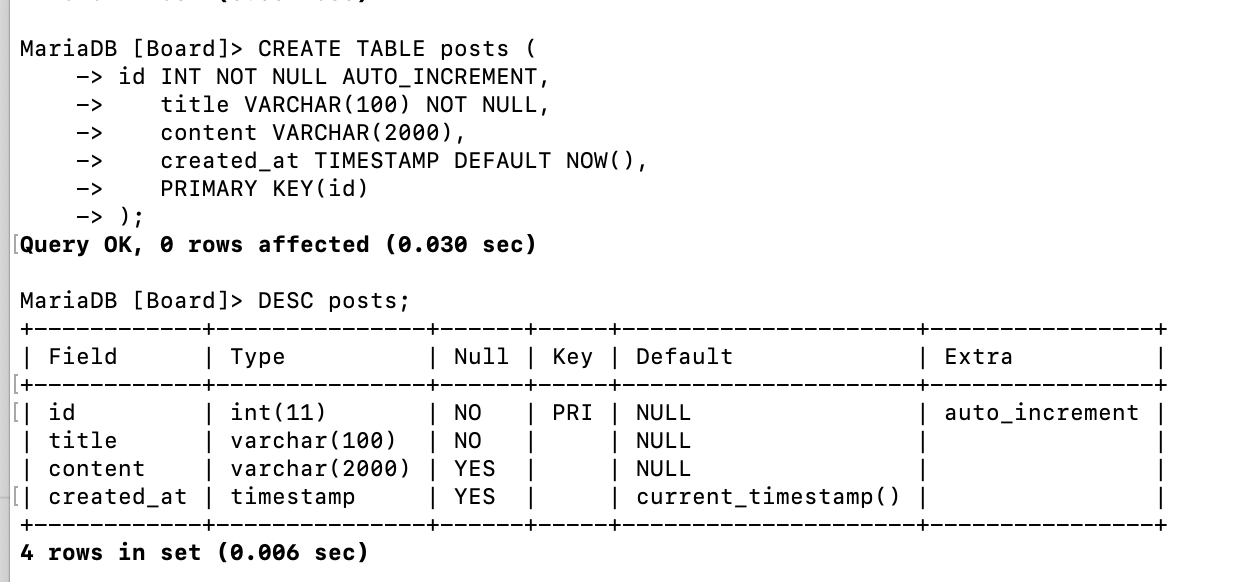 MariaDB [Board]> CREATE TABLE posts (
    -> id INT NOT NULL AUTO_INCREMENT,
    ->    title VARCHAR(100) NOT NULL,
    ->    content VARCHAR(2000),
    ->    created_at TIMESTAMP DEFAULT NOW(),
    ->    PRIMARY KEY(id)
    -> );
Query OK, 0 rows affected (0.030 sec)
MariaDB [Board]> DESC posts;
+------------+---------------+------+-----+---------------------+----------------+
| Field      | Type          | Null | Key | Default             | Extra          |
+------------+---------------+------+-----+---------------------+----------------+
| id         | int(11)       | NO   | PRI | NULL                | auto_increment |
| title      | varchar(100)  | NO   |     | NULL                |                |
| content    | varchar(2000) | YES  |     | NULL                |                |
| created_at | timestamp     | YES  |     | current_timestamp() |                |
+------------+---------------+------+-----+---------------------+----------------+
4 rows in set (0.006 sec)